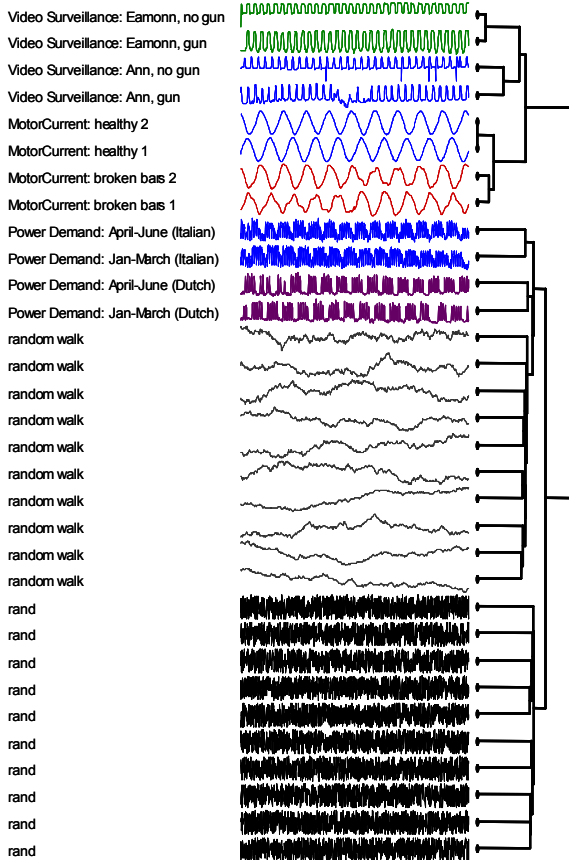 Video Surveillance: Eamonn, no gun
Video Surveillance: Eamonn, gun
Video Surveillance: Ann, no gun
Video Surveillance: Ann, gun
MotorCurrent: healthy 2
MotorCurrent: healthy 1
MotorCurrent: broken bars 2
MotorCurrent: broken bars 1
Power Demand: April-June (Italian)
Power Demand: Jan-March (Italian)
Power Demand: April-June (Dutch)
Power Demand: Jan-March (Dutch)
random walk
random walk
random walk
random walk
random walk
random walk
random walk
random walk
random walk
random walk
rand
rand
rand
rand
rand
rand
rand
rand
rand
rand